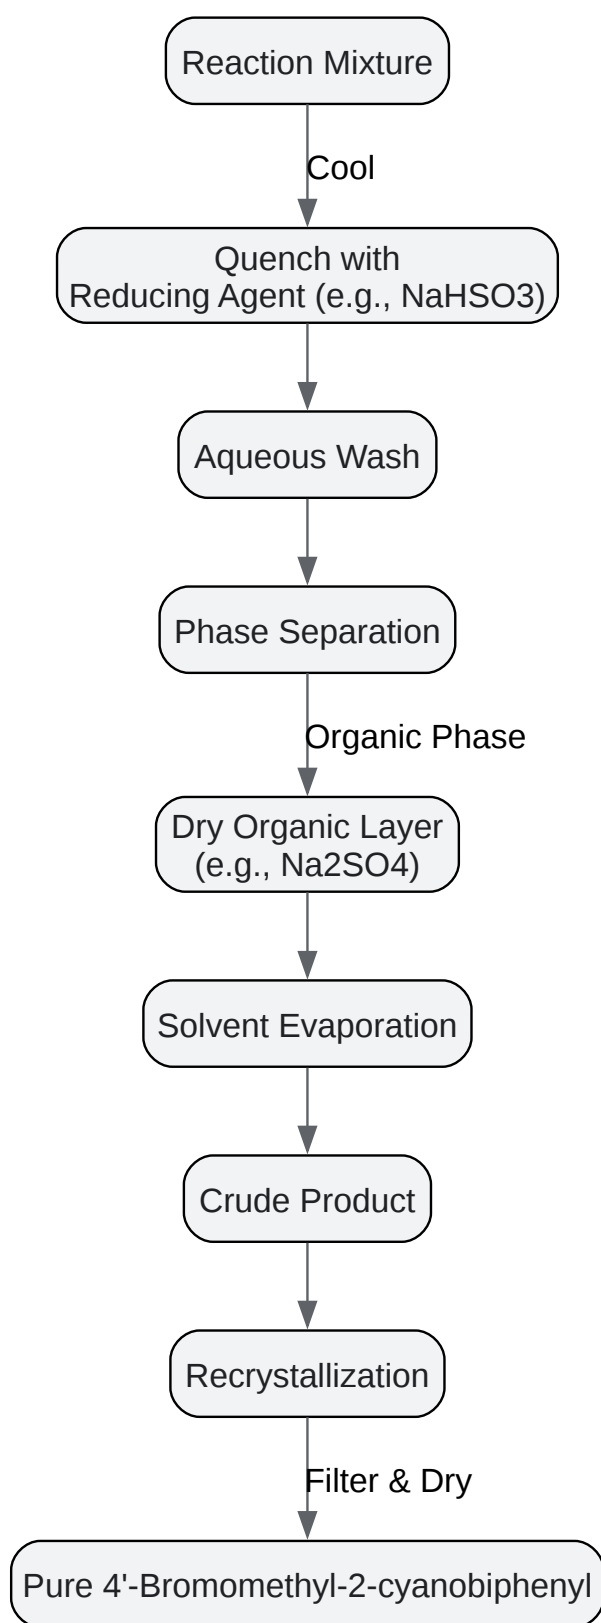 Reaction Mixture
Cool
Quench with
Reducing Agent (e.g., NaHSO3)
Aqueous Wash
Phase Separation
Organic Phase
Dry Organic Layer
(e.g., Na2SO4)
Solvent Evaporation
Crude Product
Recrystallization
Filter & Dry
Pure 4'-Bromomethyl-2-cyanobiphenyl